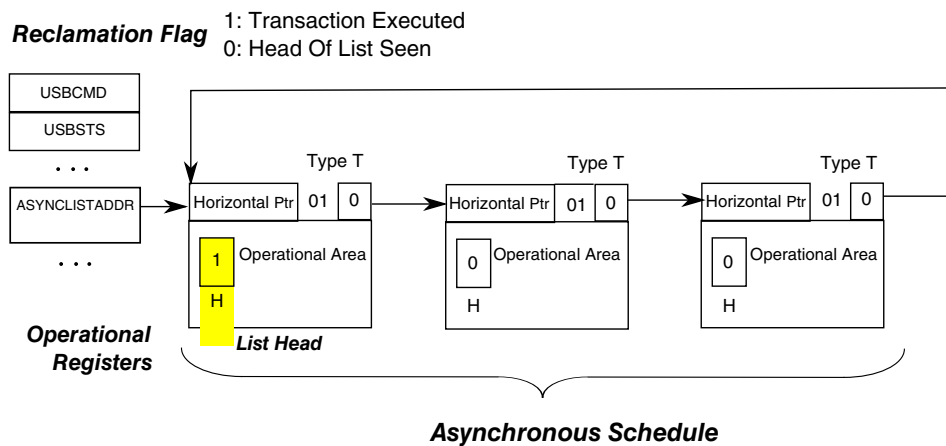 Reclamation Flag
1: Transaction Executed
0: Head Of List Seen
USBCMD
USBSTS
. . .
ASYNCLISTADDR
. . .
Operational
Registers
Type T
Horizontal Ptr 01 0
1 Operational Area
H
List Head
Type T
Horizontal Ptr 01 0
0 Operational Area
H
Type T
Horizontal Ptr 01 0
0 Operational Area
H
Asynchronous Schedule